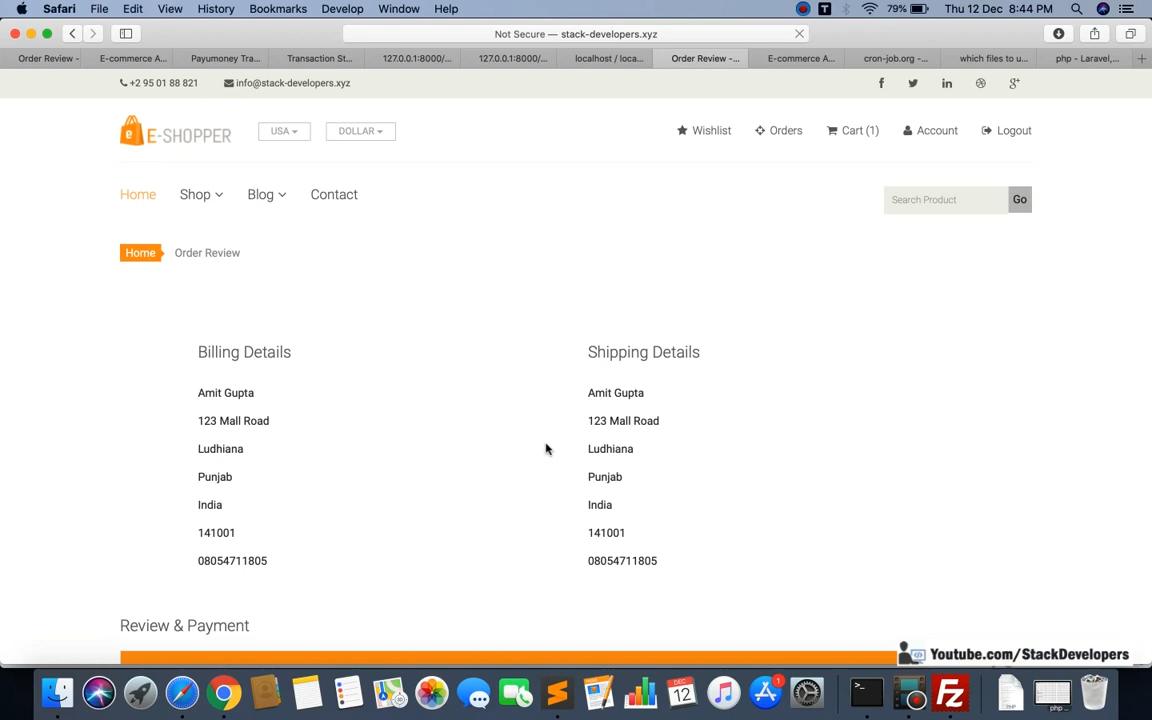 Safari File Edit View History Bookmarks Develop Window Help 79% Thu 12 Dec 8:44 PM
Not Secure — stack-developers.xyz
Order Review - E-commerce A... Payumoney Tra... Transaction St... 127.0.0.1:8000/... 127.0.0.1:8000/... localhost / loca... Order Review -... E-commerce A... cron-job.org -... which files to u... php - Laravel,...
+2 95 01 88 821 info@stack-developers.xyz
E-SHOPPER USA DOLLAR Wishlist Orders Cart (1) Account Logout
Home Shop Blog Contact Search Product Go
Home Order Review
Billing Details
Amit Gupta
123 Mall Road
Ludhiana
Punjab
India
141001
08054711805
Shipping Details
Amit Gupta
123 Mall Road
Ludhiana
Punjab
India
141001
08054711805
Review & Payment
Youtube.com/StackDevelopers